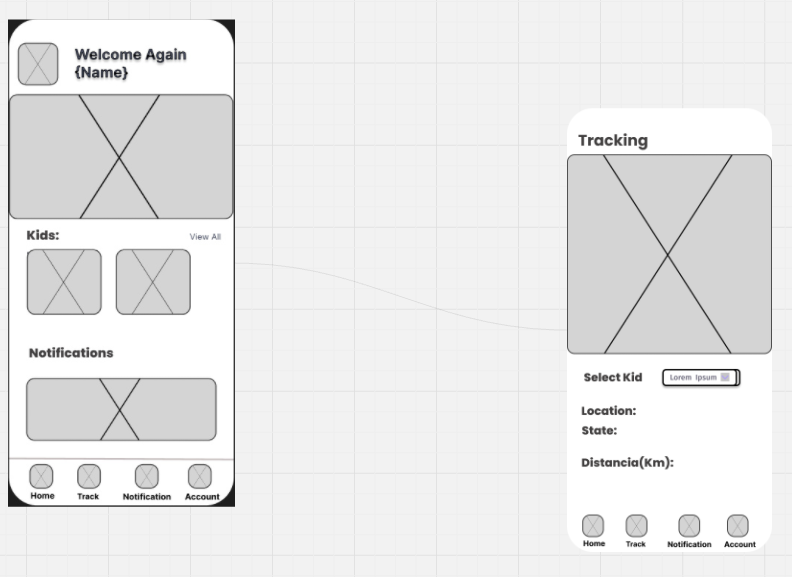 Welcome Again
{Name}
Kids:
View All
Notifications
Home
Track
Notification
Account
Tracking
Select Kid
Lorem Ipsum
Location:
State:
Distancia(Km):
Home
Track
Notification
Account